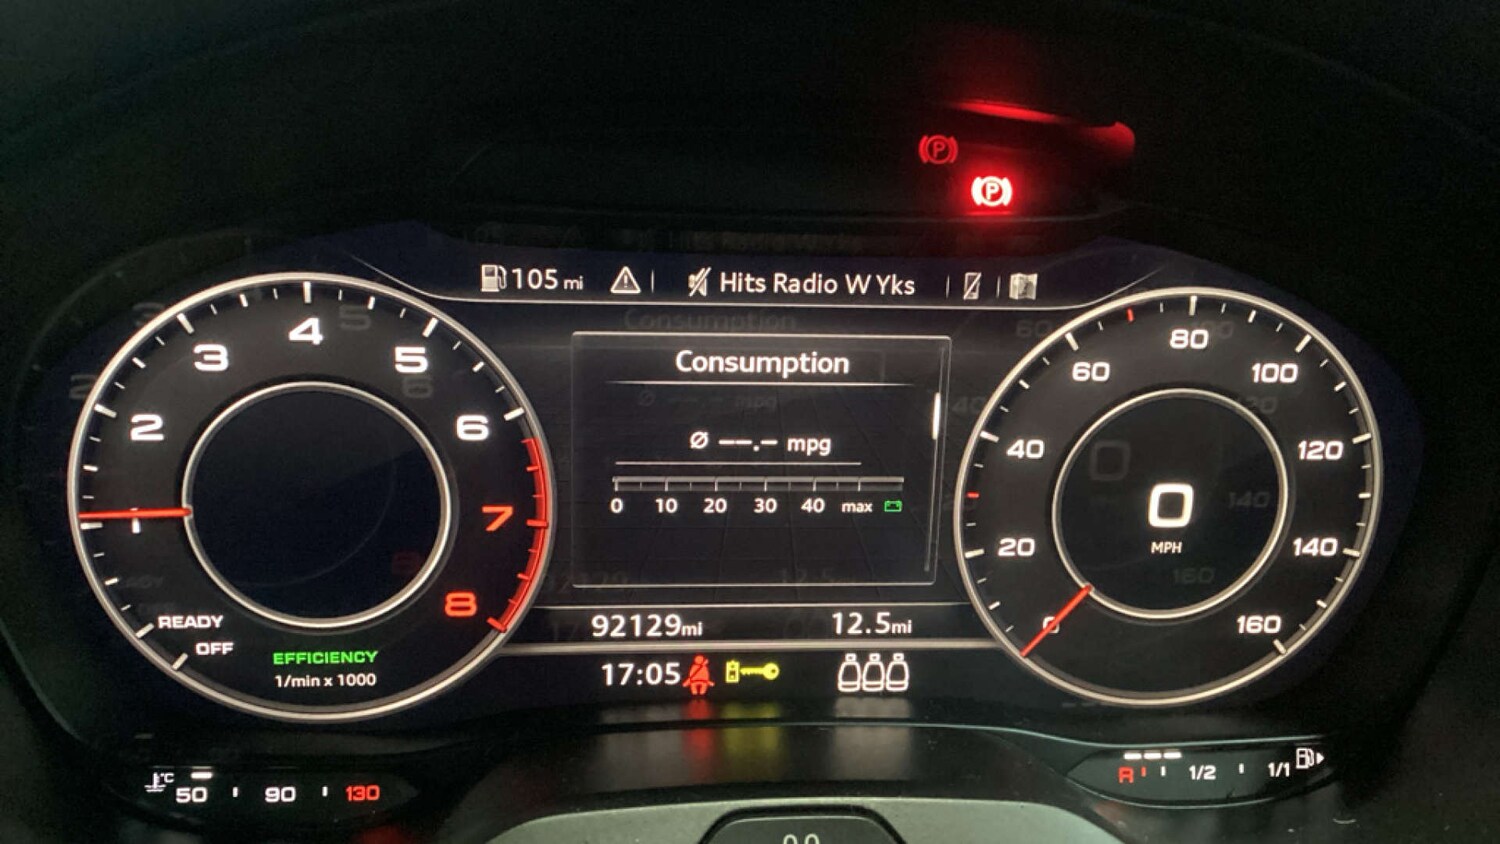 P
P
105 mi
Hits Radio W Yks
Consumption
Ø --.- mpg
0 10 20 30 40 max
1 2 3 4 5 6 7 8
READY
OFF
EFFICIENCY
1/min x 1000
0 20 40 60 80 100 120 140 160
0
MPH
92129mi 12.5mi
17:05
°C 50 90 130
R 1/2 1/1